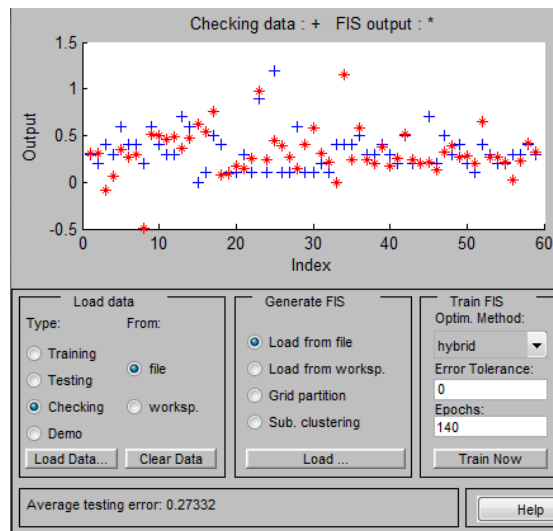 Checking data : +   FIS output : *
1.5
1
0.5
0
-0.5
Output
0 10 20 30 40 50 60
Index
Load data
Type: From:
Training
Testing
Checking
Demo
file
worksp.
Load Data... Clear Data
Generate FIS
Load from file
Load from worksp.
Grid partition
Sub. clustering
Load ...
Train FIS
Optim. Method:
hybrid
Error Tolerance:
0
Epochs:
140
Train Now
Average testing error: 0.27332
Help